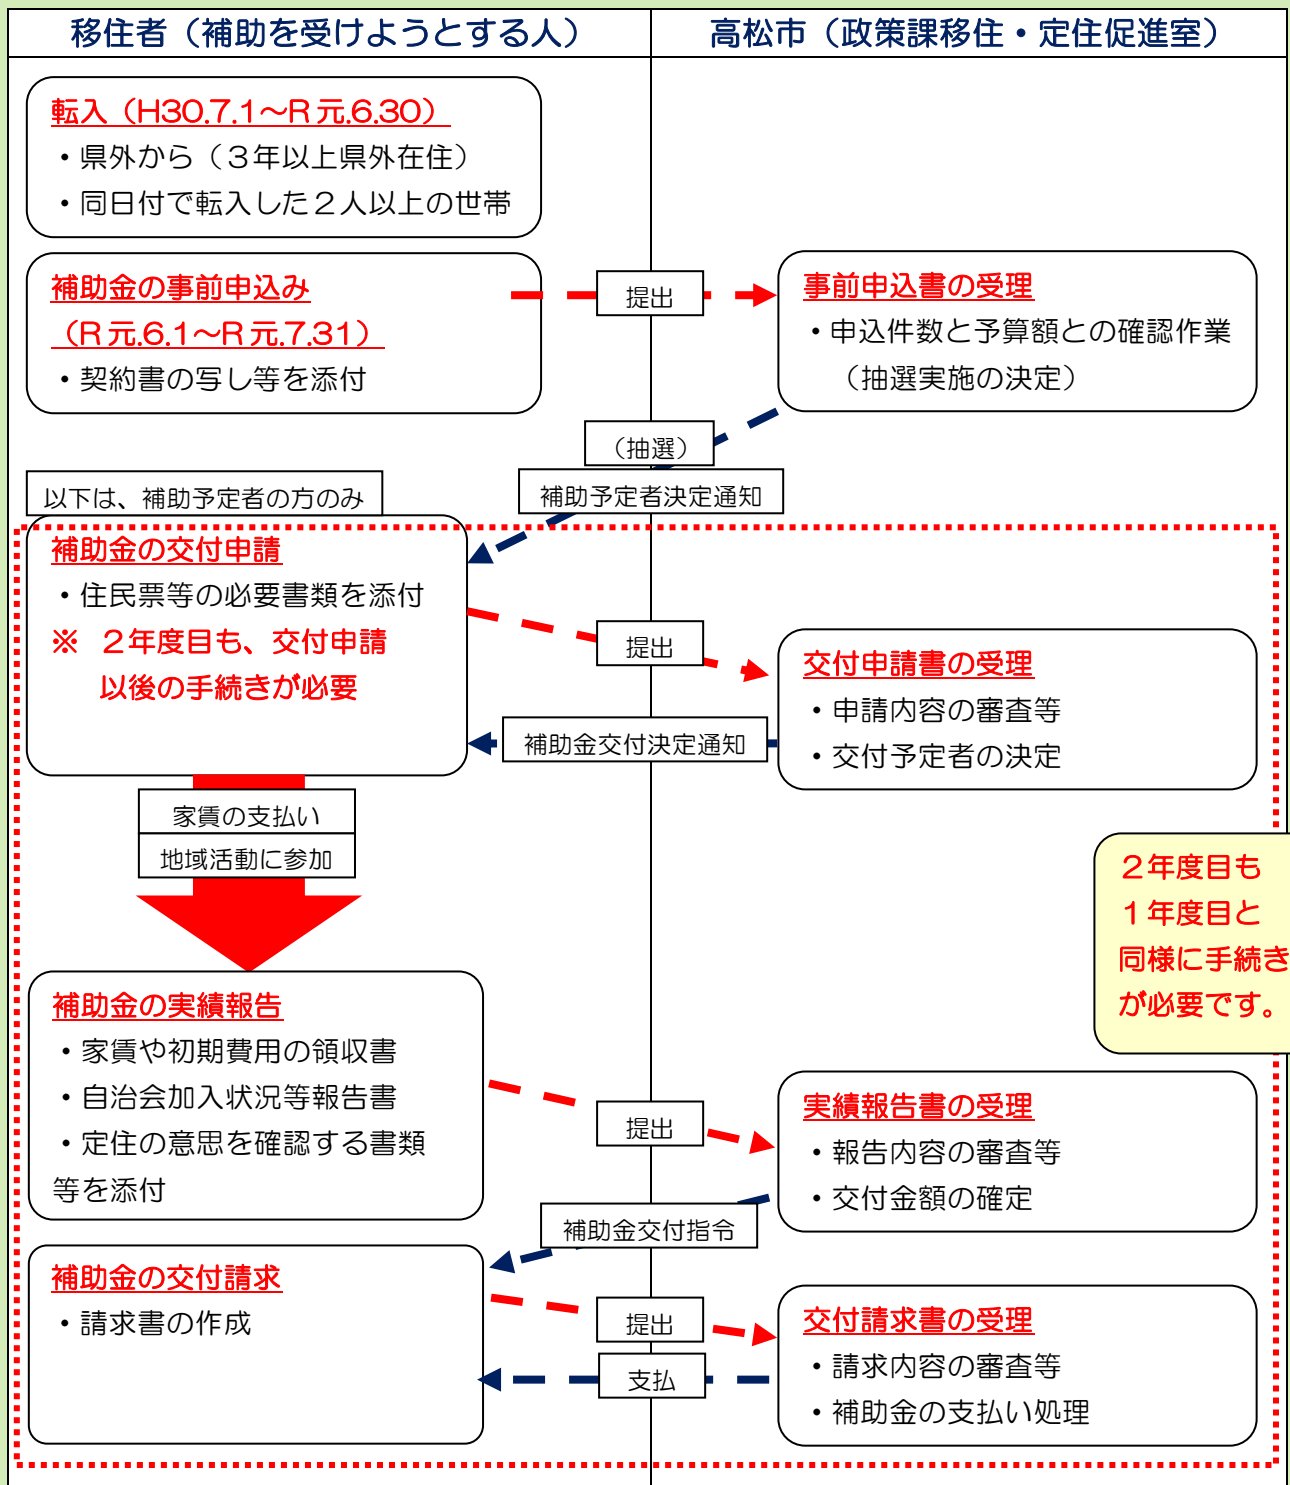 移住者（補助を受けようとする人）
高松市（政策課移住・定住促進室）
転入（H30.7.1～R元.6.30）
・県外から（３年以上県外在住）
・同日付で転入した２人以上の世帯
補助金の事前申込み
（R元.6.1～R元.7.31）
・契約書の写し等を添付
提出
事前申込書の受理
・申込件数と予算額との確認作業
（抽選実施の決定）
（抽選）
補助予定者決定通知
以下は、補助予定者の方のみ
補助金の交付申請
・住民票等の必要書類を添付
※　２年度目も、交付申請
以後の手続きが必要
提出
交付申請書の受理
・申請内容の審査等
・交付予定者の決定
補助金交付決定通知
家賃の支払い
地域活動に参加
２年度目も
１年度目と
同様に手続き
が必要です。
補助金の実績報告
・家賃や初期費用の領収書
・自治会加入状況等報告書
・定住の意思を確認する書類
等を添付
提出
実績報告書の受理
・報告内容の審査等
・交付金額の確定
補助金交付指令
補助金の交付請求
・請求書の作成
提出
交付請求書の受理
・請求内容の審査等
・補助金の支払い処理
支払